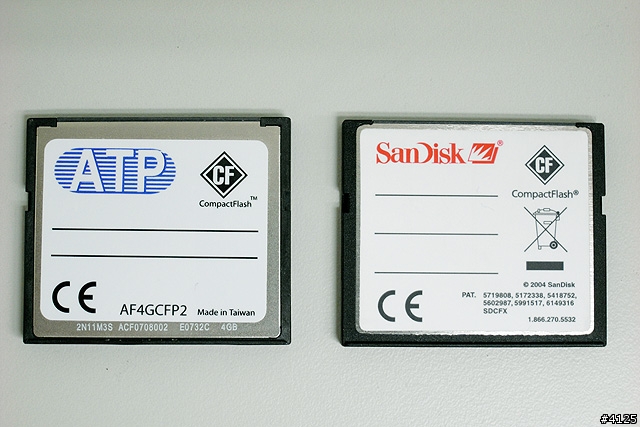 ATP
CF
CompactFlash™
CE
AF4GCFP2 Made in Taiwan
2N11M3S ACF0708002 E0732C 4GB
SanDisk®
CF
CompactFlash®
© 2004 SanDisk
CE
PAT. 5719808, 5172338, 5418752,
5602987, 5991517, 6149316
SDCFX
1.866.270.5532
#4125